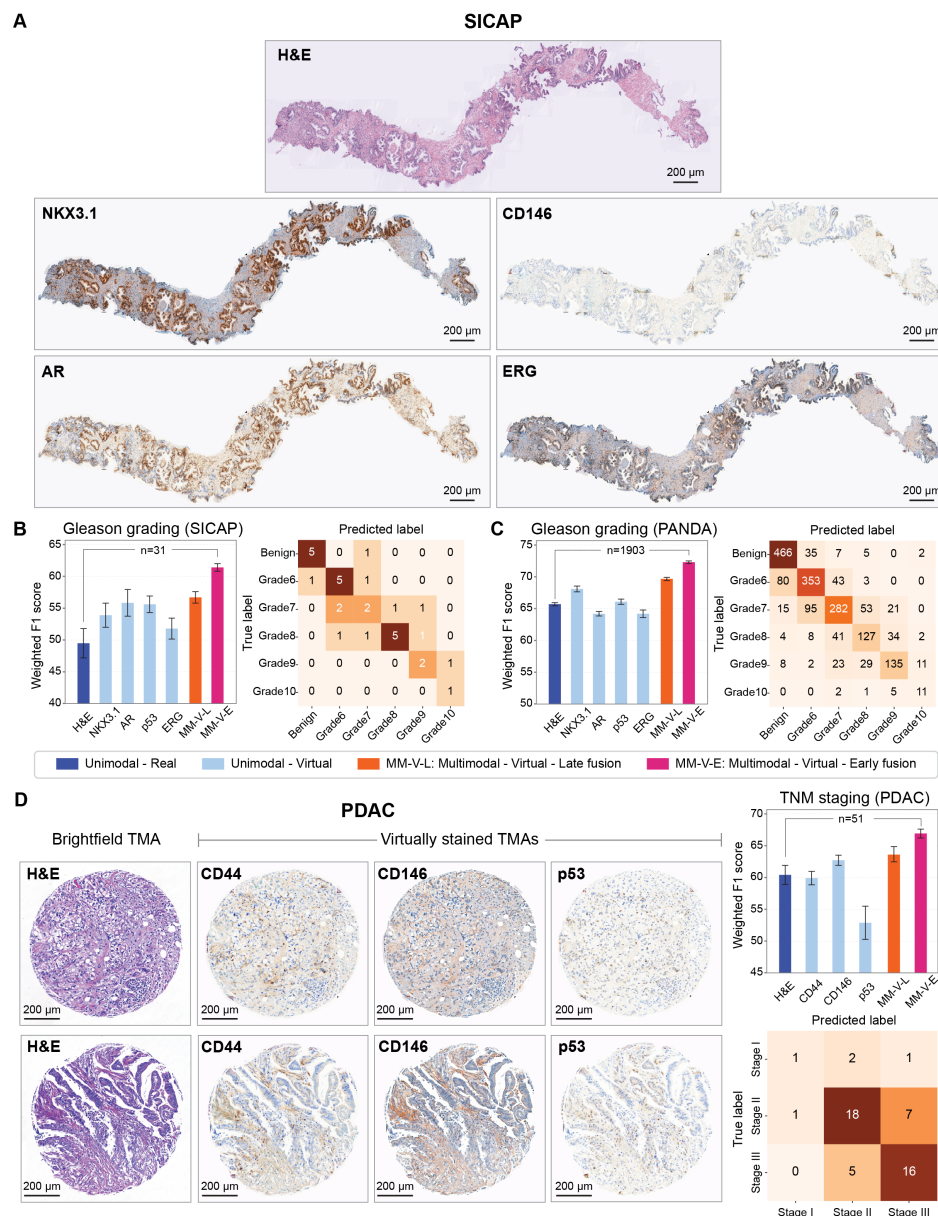 A
SICAP
H&E
200 µm
NKX3.1
200 µm
CD146
200 µm
AR
200 µm
ERG
200 µm
B
Gleason grading (SICAP)
n=31
Weighted F1 score
65
60
55
50
45
40
H&E
NKX3.1
AR
p53
ERG
MM-V-L
MM-V-E
Predicted label
True label
Benign 5 0 1 0 0 0
Grade6 1 5 1 0 0 0
Grade7 0 2 2 1 1 0
Grade8 0 1 1 5 1 0
Grade9 0 0 0 0 2 1
Grade10 0 0 0 0 0 1
Benign Grade6 Grade7 Grade8 Grade9 Grade10
C
Gleason grading (PANDA)
n=1903
Weighted F1 score
75
70
65
60
55
50
H&E
NKX3.1
AR
p53
ERG
MM-V-L
MM-V-E
Predicted label
True label
Benign 466 35 7 5 0 2
Grade6 80 353 43 3 0 0
Grade7 15 95 282 53 21 0
Grade8 4 8 41 127 34 2
Grade9 8 2 23 29 135 11
Grade10 0 0 2 1 5 11
Benign Grade6 Grade7 Grade8 Grade9 Grade10
Unimodal - Real
Unimodal - Virtual
MM-V-L: Multimodal - Virtual - Late fusion
MM-V-E: Multimodal - Virtual - Early fusion
D
PDAC
Brightfield TMA
Virtually stained TMAs
H&E
200 µm
CD44
200 µm
CD146
200 µm
p53
200 µm
H&E
200 µm
CD44
200 µm
CD146
200 µm
p53
200 µm
TNM staging (PDAC)
n=51
Weighted F1 score
70
65
60
55
50
45
H&E
CD44
CD146
p53
MM-V-L
MM-V-E
Predicted label
True label
Stage I 1 2 1
Stage II 1 18 7
Stage III 0 5 16
Stage I Stage II Stage III